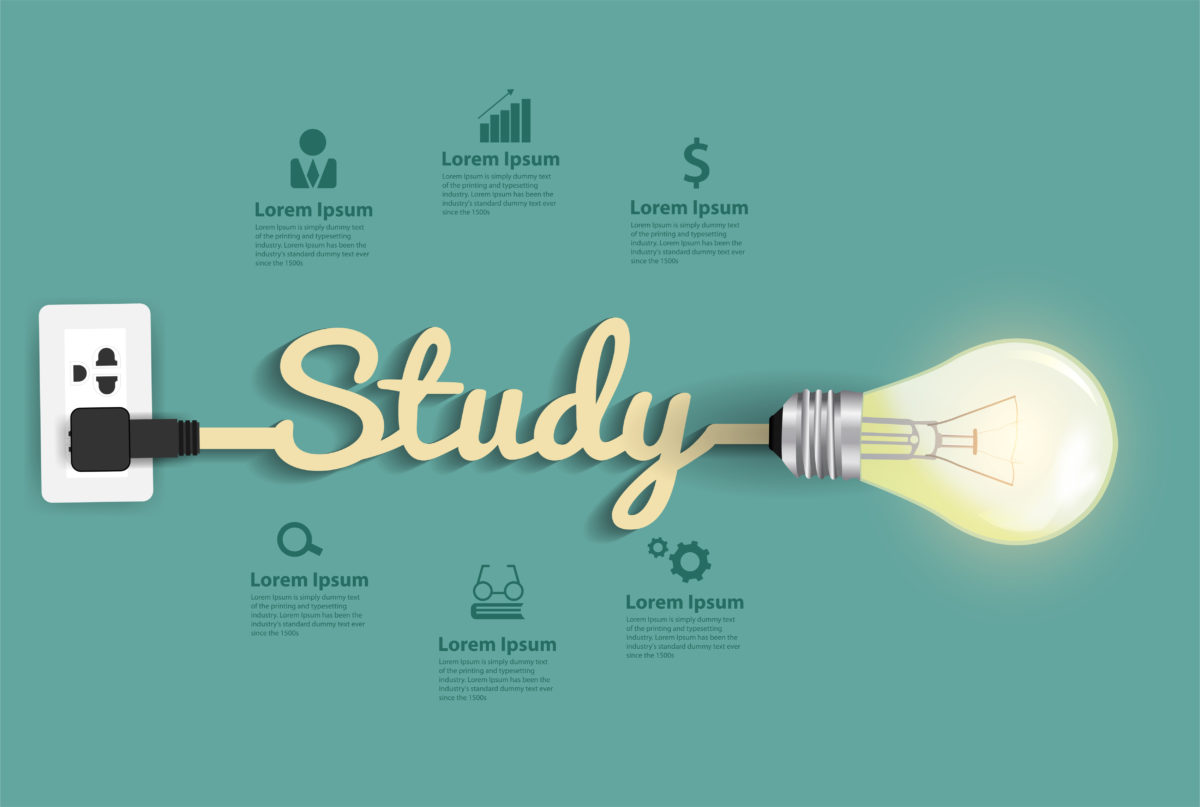 Lorem Ipsum
Lorem Ipsum is simply dummy text
of the printing and typesetting
industry. Lorem Ipsum has been the
industry's standard dummy text ever
since the 1500s
Lorem Ipsum
Lorem Ipsum is simply dummy text
of the printing and typesetting
industry. Lorem Ipsum has been the
industry's standard dummy text ever
since the 1500s
$
Lorem Ipsum
Lorem Ipsum is simply dummy text
of the printing and typesetting
industry. Lorem Ipsum has been the
industry's standard dummy text ever
since the 1500s
Study
Lorem Ipsum
Lorem Ipsum is simply dummy text
of the printing and typesetting
industry. Lorem Ipsum has been the
industry's standard dummy text ever
since the 1500s
Lorem Ipsum
Lorem Ipsum is simply dummy text
of the printing and typesetting
industry. Lorem Ipsum has been the
industry's standard dummy text ever
since the 1500s
Lorem Ipsum
Lorem Ipsum is simply dummy text
of the printing and typesetting
industry. Lorem Ipsum has been the
industry's standard dummy text ever
since the 1500s